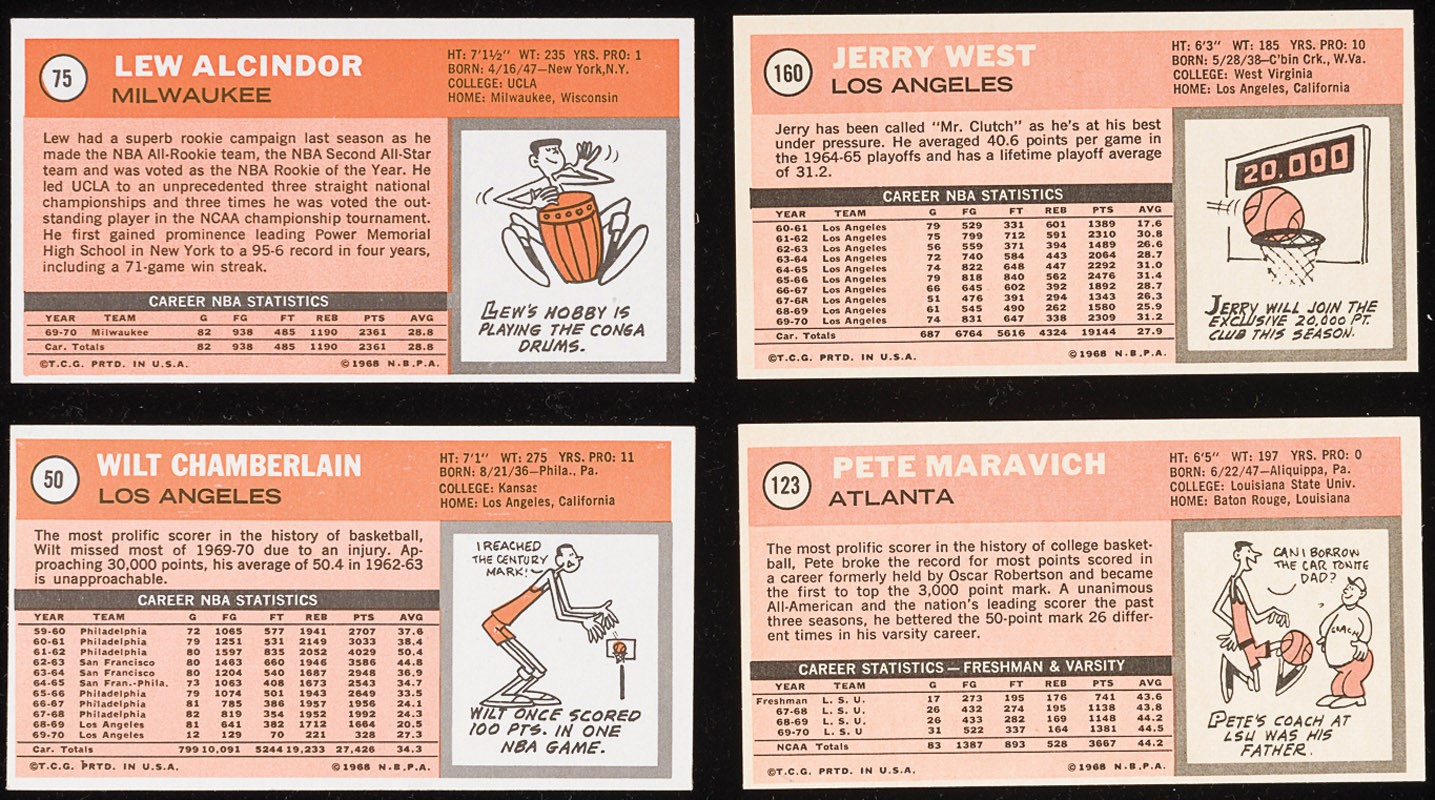 75
LEW ALCINDOR
MILWAUKEE
HT: 7'1½" WT: 235 YRS. PRO: 1
BORN: 4/16/47—New York,N.Y.
COLLEGE: UCLA
HOME: Milwaukee, Wisconsin
Lew had a superb rookie campaign last season as he
made the NBA All-Rookie team, the NBA Second All-Star
team and was voted as the NBA Rookie of the Year. He
led UCLA to an unprecedented three straight national
championships and three times he was voted the out-
standing player in the NCAA championship tournament.
He first gained prominence leading Power Memorial
High School in New York to a 95-6 record in four years,
including a 71-game win streak.
CAREER NBA STATISTICS
YEAR TEAM G FG FT REB PTS AVG
69-70 Milwaukee 82 938 485 1190 2361 28.8
Car. Totals 82 938 485 1190 2361 28.8
©T.C.G. PRTD. IN U.S.A. ©1968 N.B.P.A.
LEW'S HOBBY IS
PLAYING THE CONGA
DRUMS.
160
JERRY WEST
LOS ANGELES
HT: 6'3" WT: 185 YRS. PRO: 10
BORN: 5/28/38—C'bin Crk., W.Va.
COLLEGE: West Virginia
HOME: Los Angeles, California
Jerry has been called "Mr. Clutch" as he's at his best
under pressure. He averaged 40.6 points per game in
the 1964-65 playoffs and has a lifetime playoff average
of 31.2.
CAREER NBA STATISTICS
YEAR TEAM G FG FT REB PTS AVG
60-61 Los Angeles 79 529 331 601 1389 17.6
61-62 Los Angeles 75 799 712 591 2310 30.8
62-63 Los Angeles 56 559 371 394 1489 26.6
63-64 Los Angeles 72 740 584 443 2064 28.7
64-65 Los Angeles 74 822 648 447 2292 31.0
65-66 Los Angeles 79 818 840 562 2476 31.4
66-67 Los Angeles 66 645 602 392 1892 28.7
67-68 Los Angeles 51 476 391 294 1343 26.3
68-69 Los Angeles 61 545 490 262 1580 25.9
69-70 Los Angeles 74 831 647 338 2309 31.2
Car. Totals 687 6764 5616 4324 19144 27.9
©T.C.G. PRTD. IN U.S.A. ©1968 N.B.P.A.
20,000
JERRY WILL JOIN THE
EXCLUSIVE 20,000 PT.
CLUB THIS SEASON.
50
WILT CHAMBERLAIN
LOS ANGELES
HT: 7'1" WT: 275 YRS. PRO: 11
BORN: 8/21/36—Phila., Pa.
COLLEGE: Kansas
HOME: Los Angeles, California
The most prolific scorer in the history of basketball,
Wilt missed most of 1969-70 due to an injury. Ap-
proaching 30,000 points, his average of 50.4 in 1962-63
is unapproachable.
CAREER NBA STATISTICS
YEAR TEAM G FG FT REB PTS AVG
59-60 Philadelphia 72 1065 577 1941 2707 37.6
60-61 Philadelphia 79 1251 531 2149 3033 38.4
61-62 Philadelphia 80 1597 835 2052 4029 50.4
62-63 San Francisco 80 1463 660 1946 3586 44.8
63-64 San Francisco 80 1204 540 1687 2948 36.9
64-65 San Fran.-Phila. 73 1063 408 1673 2543 34.7
65-66 Philadelphia 79 1074 501 1943 2649 33.5
66-67 Philadelphia 81 785 386 1957 1956 24.1
67-68 Philadelphia 82 819 354 1952 1992 24.3
68-69 Los Angeles 81 641 382 1712 1664 20.5
69-70 Los Angeles 12 129 70 221 328 27.3
Car. Totals 799 10,091 5244 19,233 27,426 34.3
©T.C.G. PRTD. IN U.S.A. ©1968 N.B.P.A.
I REACHED
THE CENTURY
MARK!
WILT ONCE SCORED
100 PTS. IN ONE
NBA GAME.
123
PETE MARAVICH
ATLANTA
HT: 6'5" WT: 197 YRS. PRO: 0
BORN: 6/22/47—Aliquippa, Pa.
COLLEGE: Louisiana State Univ.
HOME: Baton Rouge, Louisiana
The most prolific scorer in the history of college basket-
ball, Pete broke the record for most points scored in
a career formerly held by Oscar Robertson and became
the first to top the 3,000 point mark. A unanimous
All-American and the nation's leading scorer the past
three seasons, he bettered the 50-point mark 26 differ-
ent times in his varsity career.
CAREER STATISTICS — FRESHMAN & VARSITY
YEAR TEAM G FG FT REB PTS AVG
Freshman L. S. U. 17 273 195 176 741 43.6
67-68 L. S. U. 26 432 274 195 1138 43.8
68-69 L. S. U. 26 433 282 169 1148 44.2
69-70 L. S. U 31 522 337 164 1381 44.5
NCAA Totals 83 1387 893 528 3667 44.2
©T.C.G. PRTD. IN U.S.A. ©1968 N.B.P.A.
CAN I BORROW
THE CAR TONITE
DAD?
COACH
PETE'S COACH AT
LSU WAS HIS
FATHER.